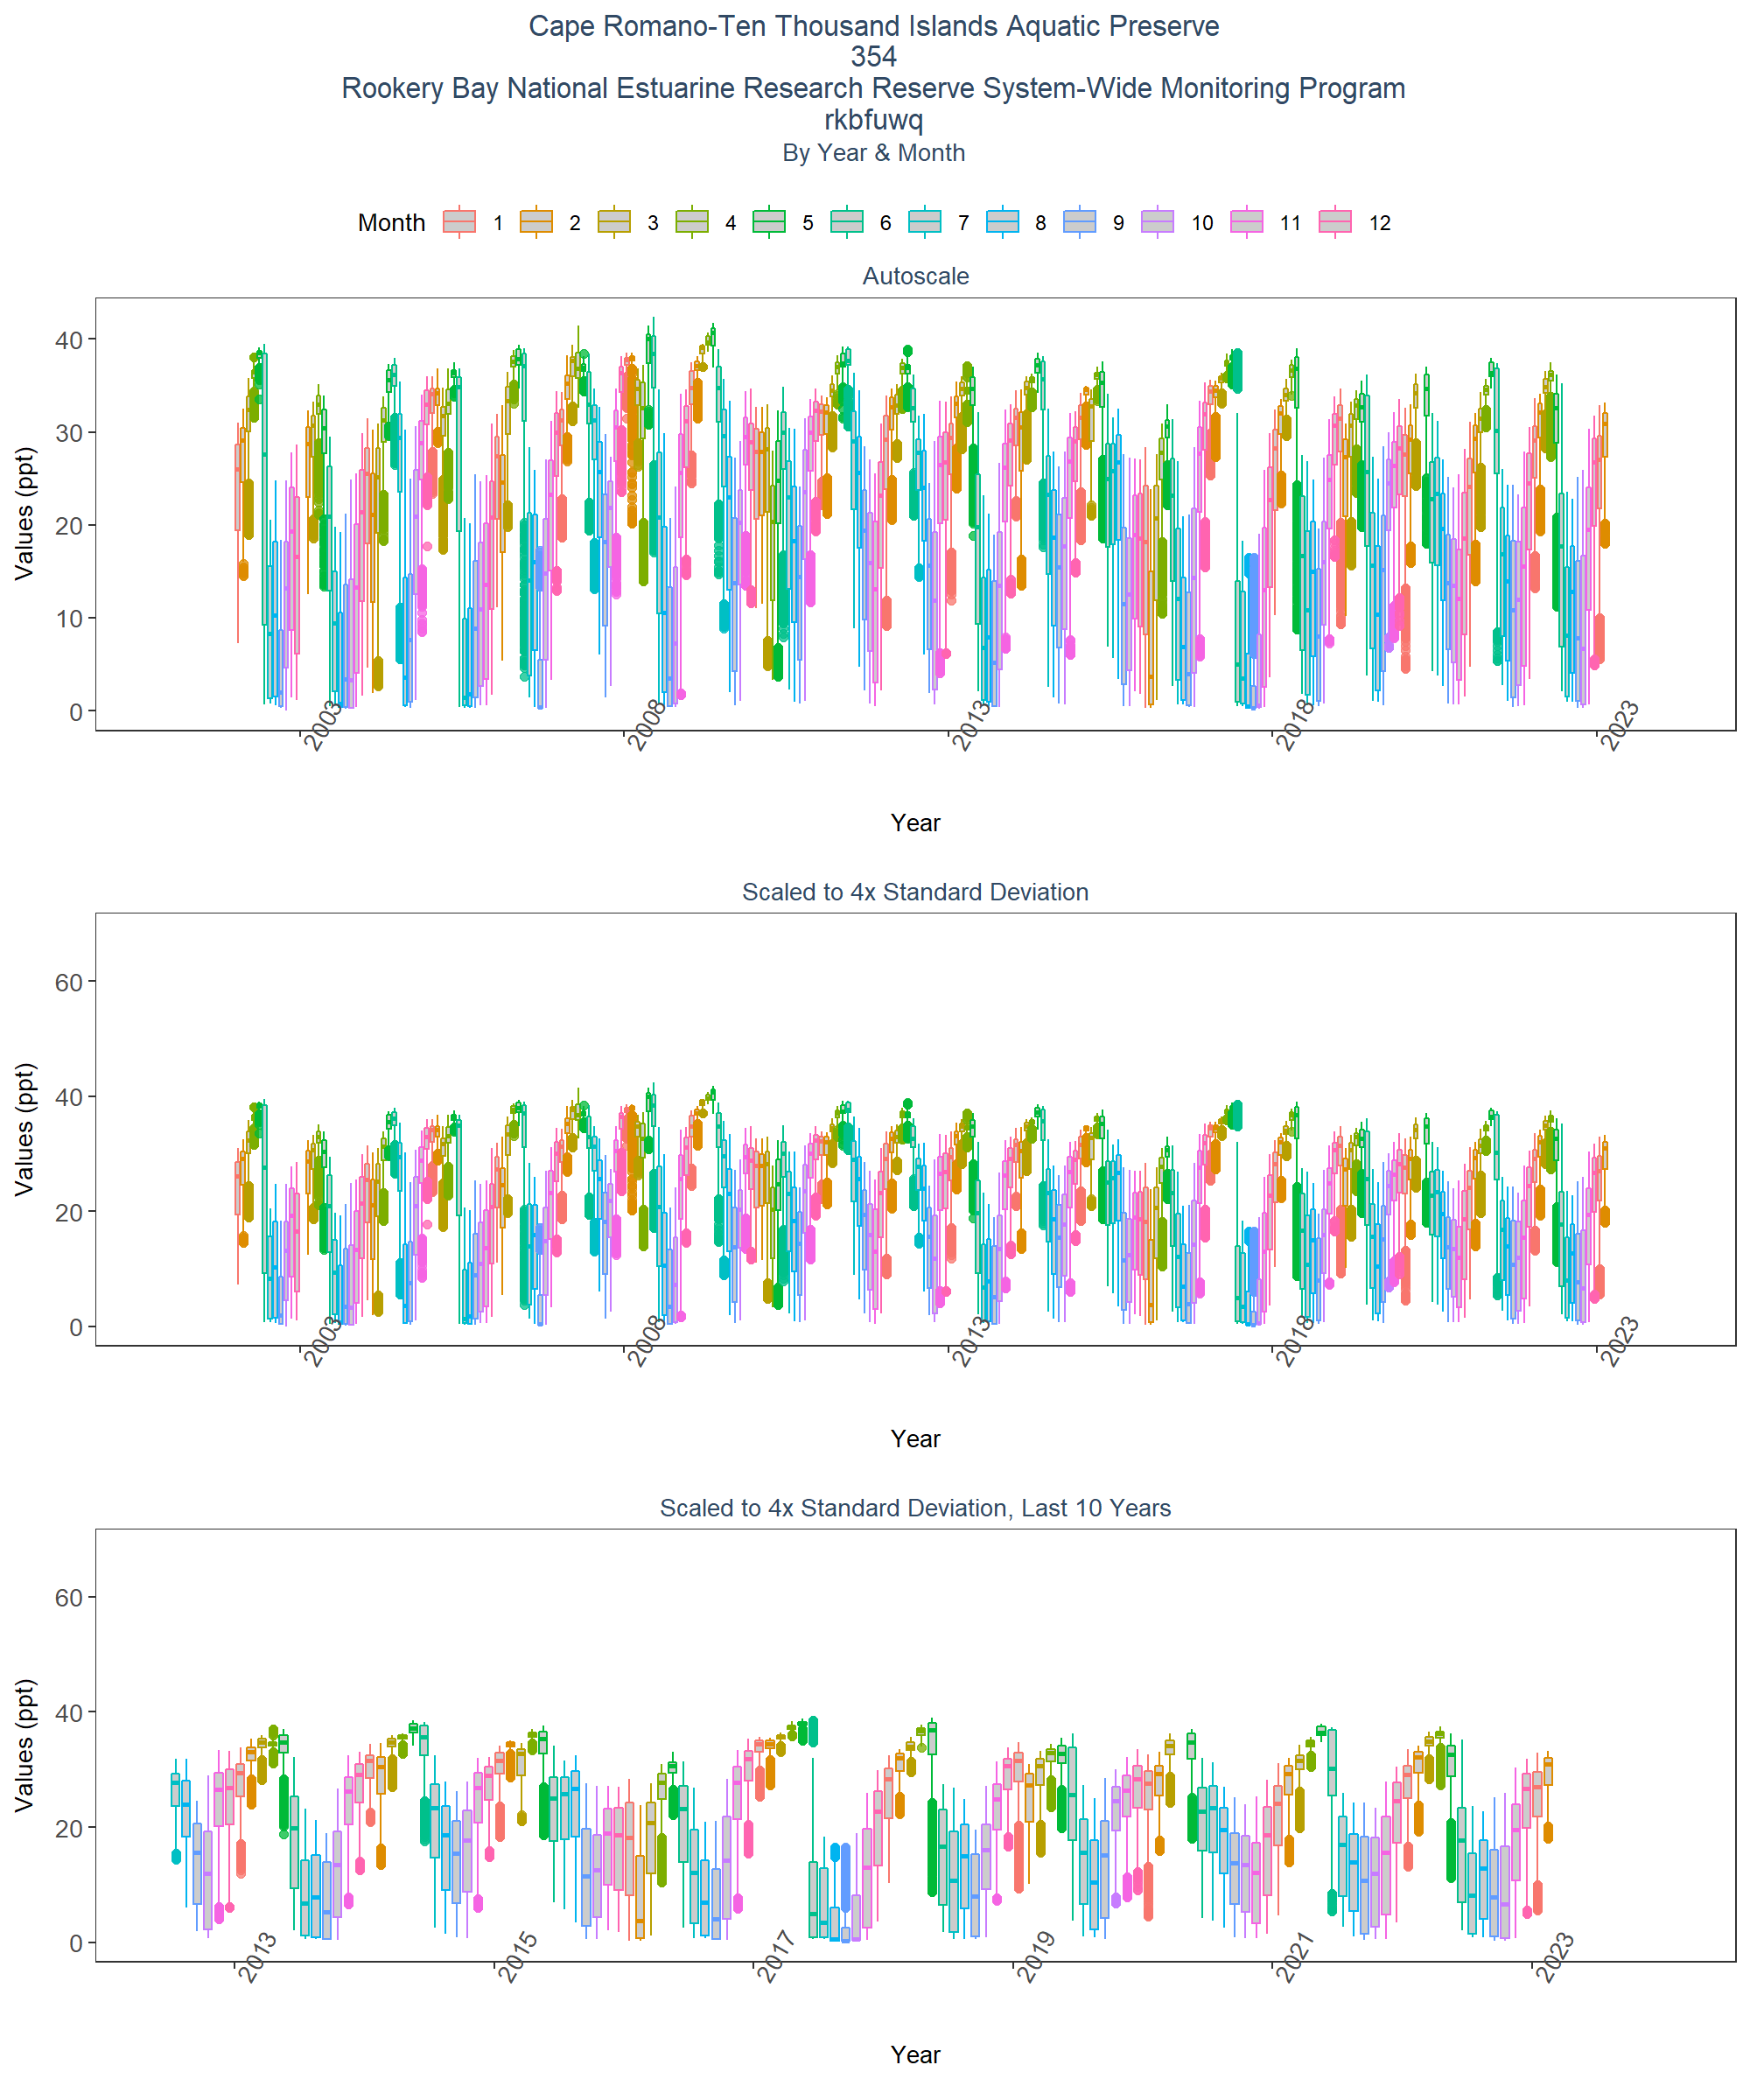 Cape Romano-Ten Thousand Islands Aquatic Preserve
354
Rookery Bay National Estuarine Research Reserve System-Wide Monitoring Program
rkbfuwq
By Year & Month
Month 1 2 3 4 5 6 7 8 9 10 11 12
Autoscale
Values (ppt)
40
30
20
10
0
2003 2008 2013 2018 2023
Year
Scaled to 4x Standard Deviation
Values (ppt)
60
40
20
0
2003 2008 2013 2018 2023
Year
Scaled to 4x Standard Deviation, Last 10 Years
Values (ppt)
60
40
20
0
2013 2015 2017 2019 2021 2023
Year